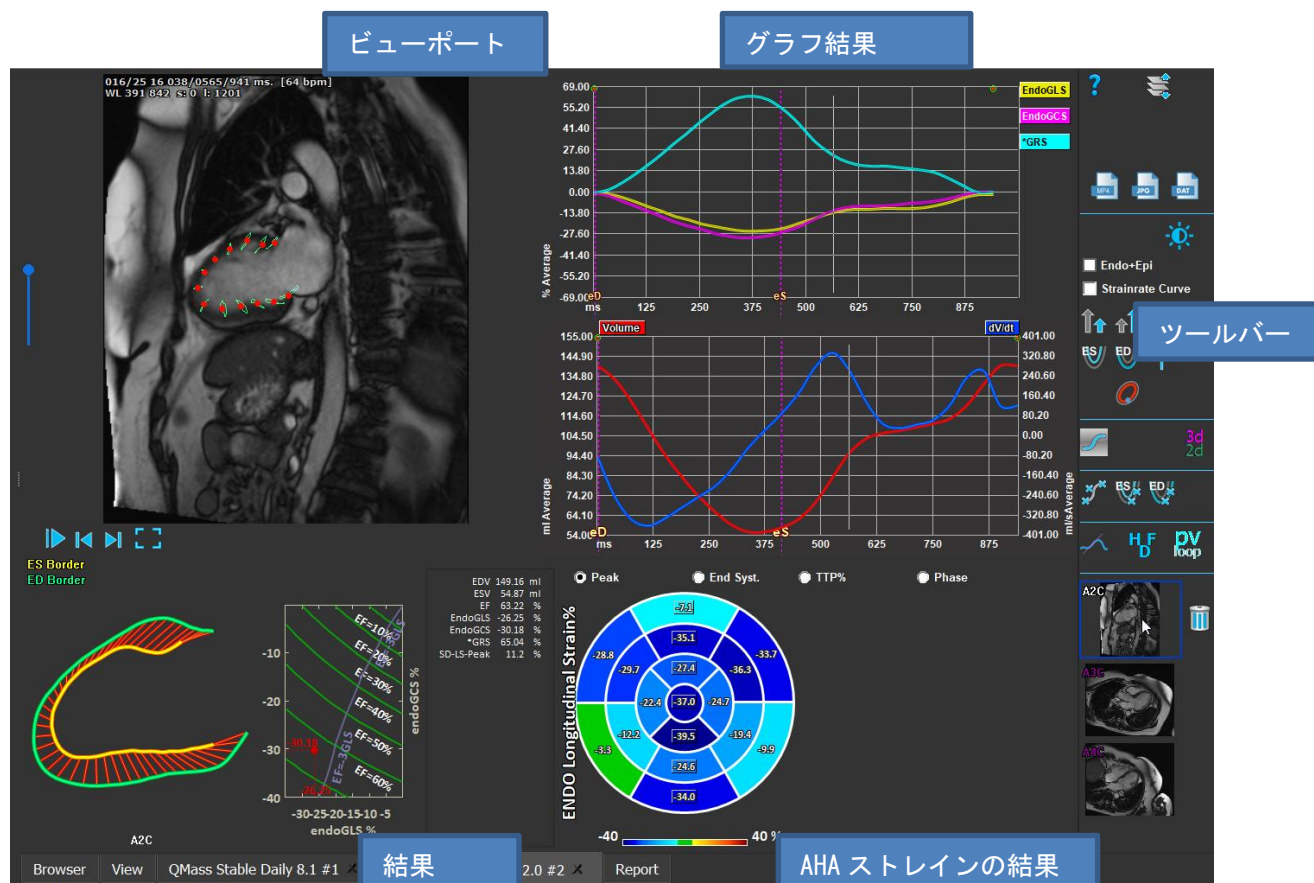 ビューポート
グラフ結果
016/25 16 038/0565/941 ms. [64 bpm]
WL 391 842 s: 0 l: 1201
69.00
55.20
41.40
27.60
13.80
0.00
-13.80
-27.60
-41.40
-55.20
-69.00
% Average
eD
eS
ms 125 250 375 500 625 750 875
EndoGLS
EndoGCS
*GRS
?
MP4 JPG DAT
Endo+Epi
Strainrate Curve
ツールバー
ES ED
3d
2d
ES ED
H F
D
pv
loop
Volume
dV/dt
155.00
144.90
134.80
124.70
114.60
104.50
94.40
84.30
74.20
64.10
54.00
ml Average
401.00
320.80
240.60
160.40
80.20
0.00
-80.20
-160.40
-240.60
-320.80
-401.00
ml/sAverage
eD
eS
ms 125 250 375 500 625 750 875
ES Border
ED Border
A2C
-10
-20
-30
-40
endoGCS %
EF=10%
EF=20%
EF=30%
EF=40%
EF=50%
EF=60%
EF=-3GLS
30.18
-30-25-20-15-10 -5
endoGLS %
EDV 149.16 ml
ESV 54.87 ml
EF 63.22 %
EndoGLS -26.25 %
EndoGCS -30.18 %
*GRS 65.04 %
SD-LS-Peak 11.2 %
Peak End Syst. TTP% Phase
ENDO Longitudinal Strain%
-7.1
-35.1
-28.8
-29.7
-27.4
-36.3
-33.7
-22.4
-37.0
-24.7
-3.3
-12.2
-39.5
-19.4
-9.9
-24.6
-34.0
-40
40 %
A2C
A3C
A4C
結果
AHA ストレインの結果
Browser View QMass Stable Daily 8.1 #1 2.0 #2 Report